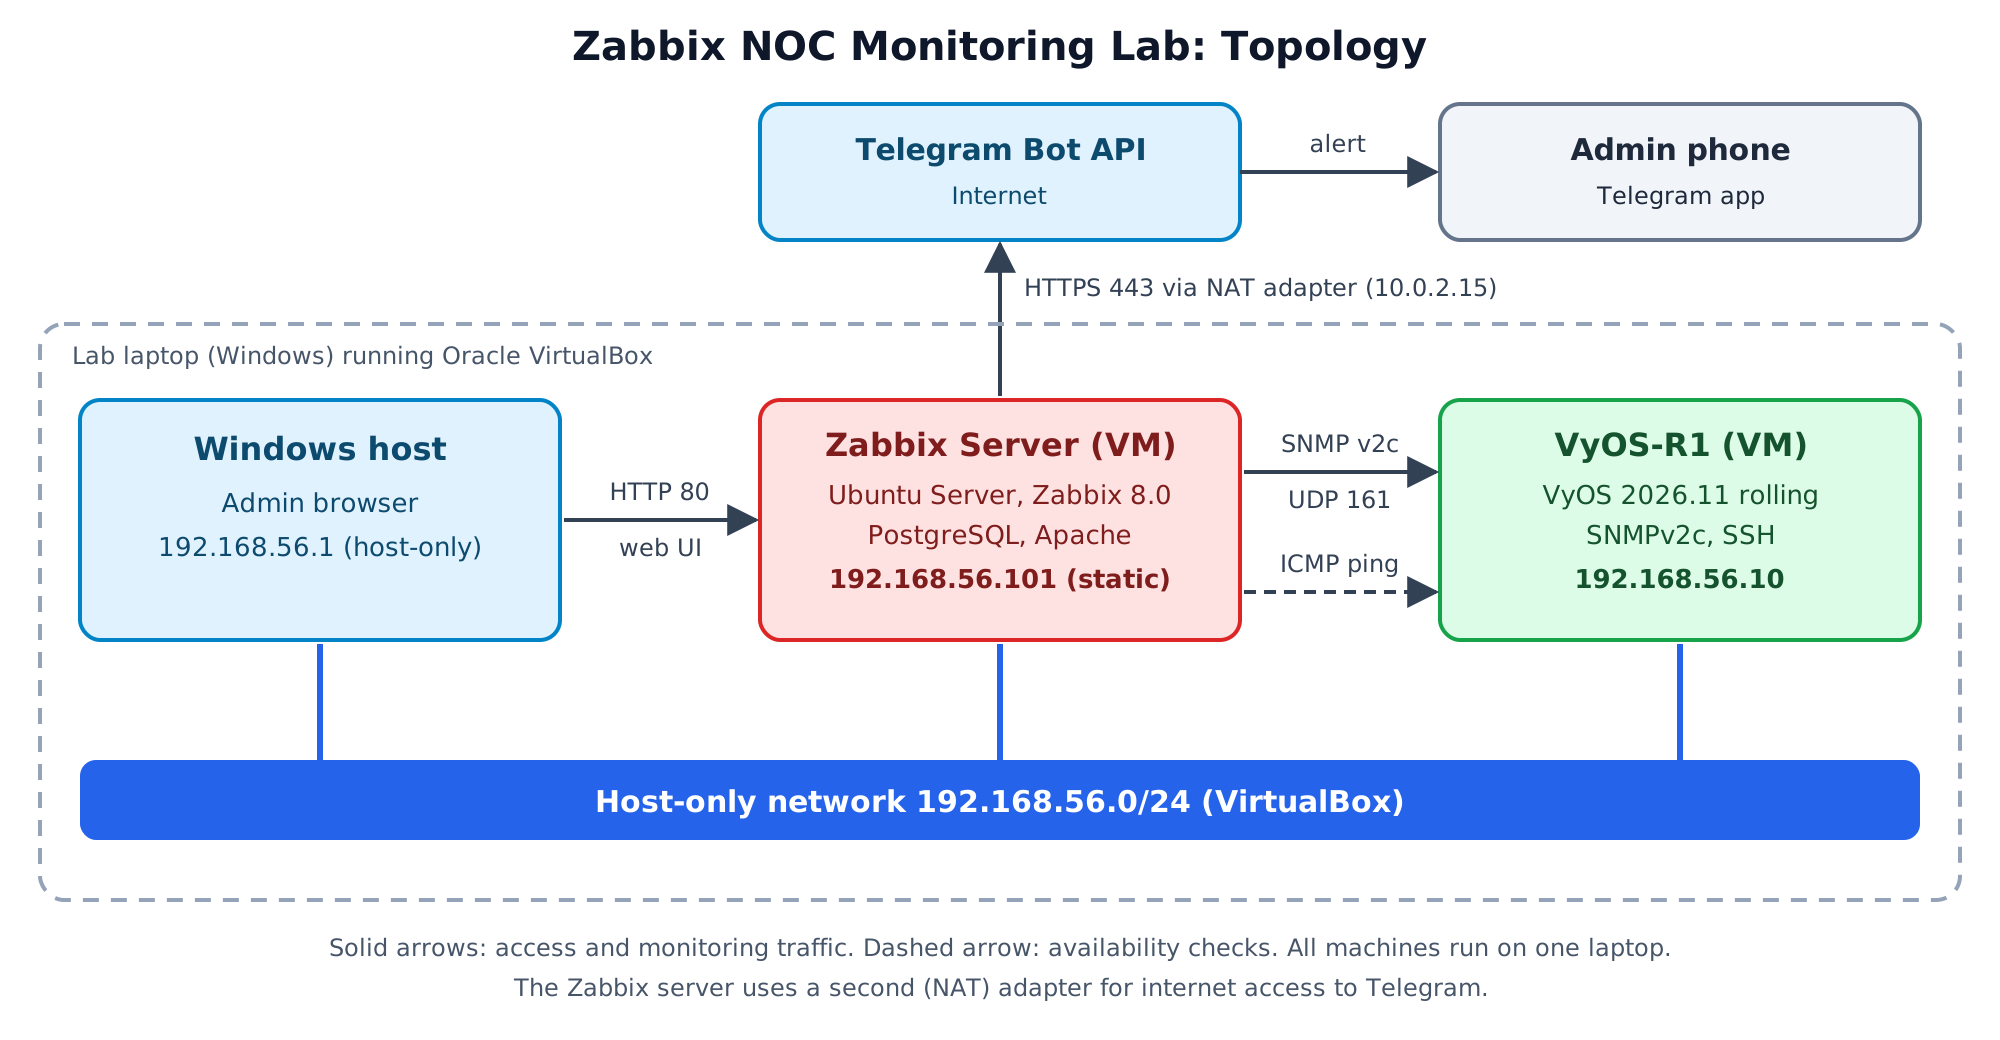 Zabbix NOC Monitoring Lab: Topology
Telegram Bot API
Internet
alert
Admin phone
Telegram app
HTTPS 443 via NAT adapter (10.0.2.15)
Lab laptop (Windows) running Oracle VirtualBox
Windows host
Admin browser
192.168.56.1 (host-only)
HTTP 80
web UI
Zabbix Server (VM)
Ubuntu Server, Zabbix 8.0
PostgreSQL, Apache
192.168.56.101 (static)
SNMP v2c
UDP 161
ICMP ping
VyOS-R1 (VM)
VyOS 2026.11 rolling
SNMPv2c, SSH
192.168.56.10
Host-only network 192.168.56.0/24 (VirtualBox)
Solid arrows: access and monitoring traffic. Dashed arrow: availability checks. All machines run on one laptop.
The Zabbix server uses a second (NAT) adapter for internet access to Telegram.